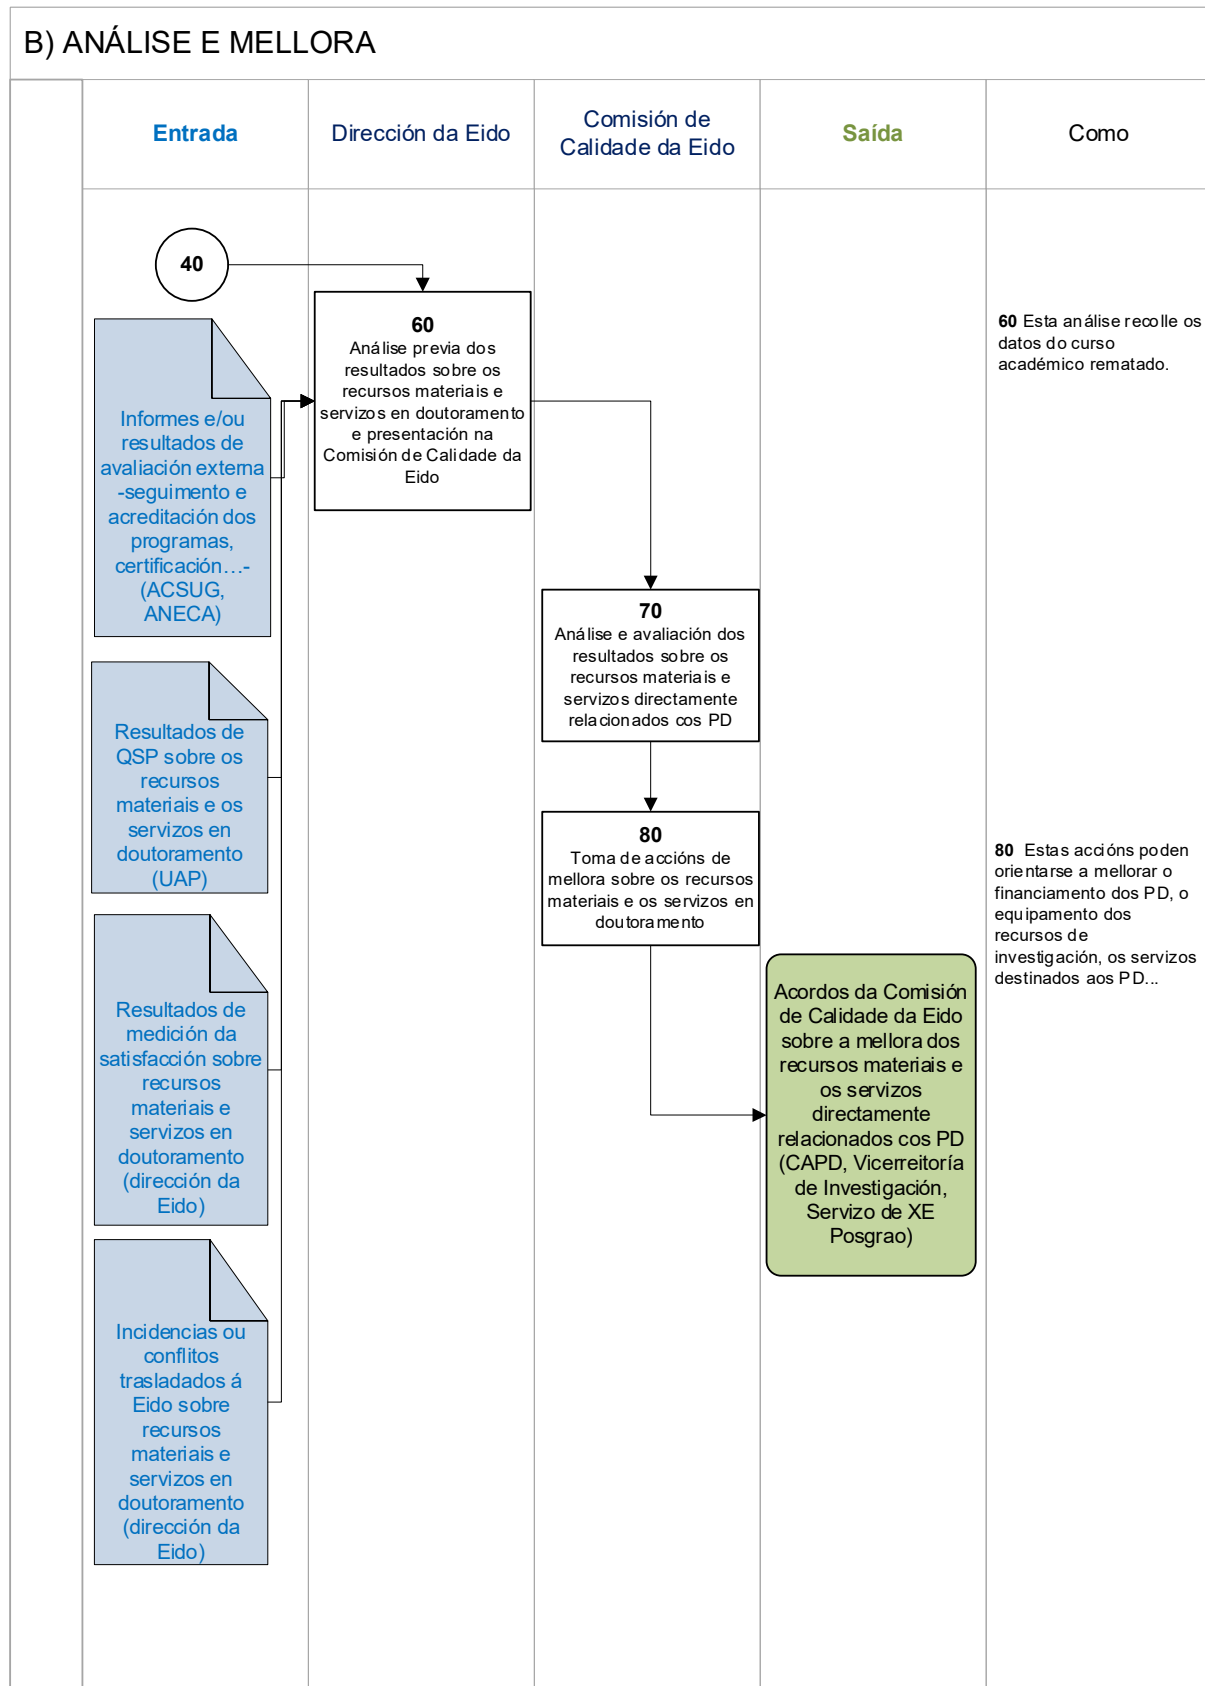 B) ANÁLISE E MELLORA
Entrada
Dirección da Eido
Comisión de
Calidade da Eido
Saída
Como
40
60
Análise previa dos
resultados sobre os
recursos materiais e
servizos en doutoramento
e presentación na
Comisión de Calidade da
Eido
60 Esta análise recolle os
datos do curso
académico rematado.
Informes e/ou
resultados de
avaliación externa
-seguimento e
acreditación dos
programas,
certificación…-
(ACSUG,
ANECA)
70
Análise e avaliación dos
resultados sobre os
recursos materiais e
servizos directamente
relacionados cos PD
Resultados de
QSP sobre os
recursos
materiais e os
servizos en
doutoramento
(UAP)
80
Toma de accións de
mellora sobre os recursos
materiais e os servizos en
doutoramento
80 Estas accións poden
orientarse a mellorar o
financiamento dos PD, o
equipamento dos
recursos de
investigación, os servizos
destinados aos PD...
Resultados de
medición da
satisfacción sobre
recursos
materiais e
servizos en
doutoramento
(dirección da
Eido)
Acordos da Comisión
de Calidade da Eido
sobre a mellora dos
recursos materiais e
os servizos
directamente
relacionados cos PD
(CAPD, Vicerreitoría
de Investigación,
Servizo de XE
Posgrao)
Incidencias ou
conflitos
trasladados á
Eido sobre
recursos
materiais e
servizos en
doutoramento
(dirección da
Eido)